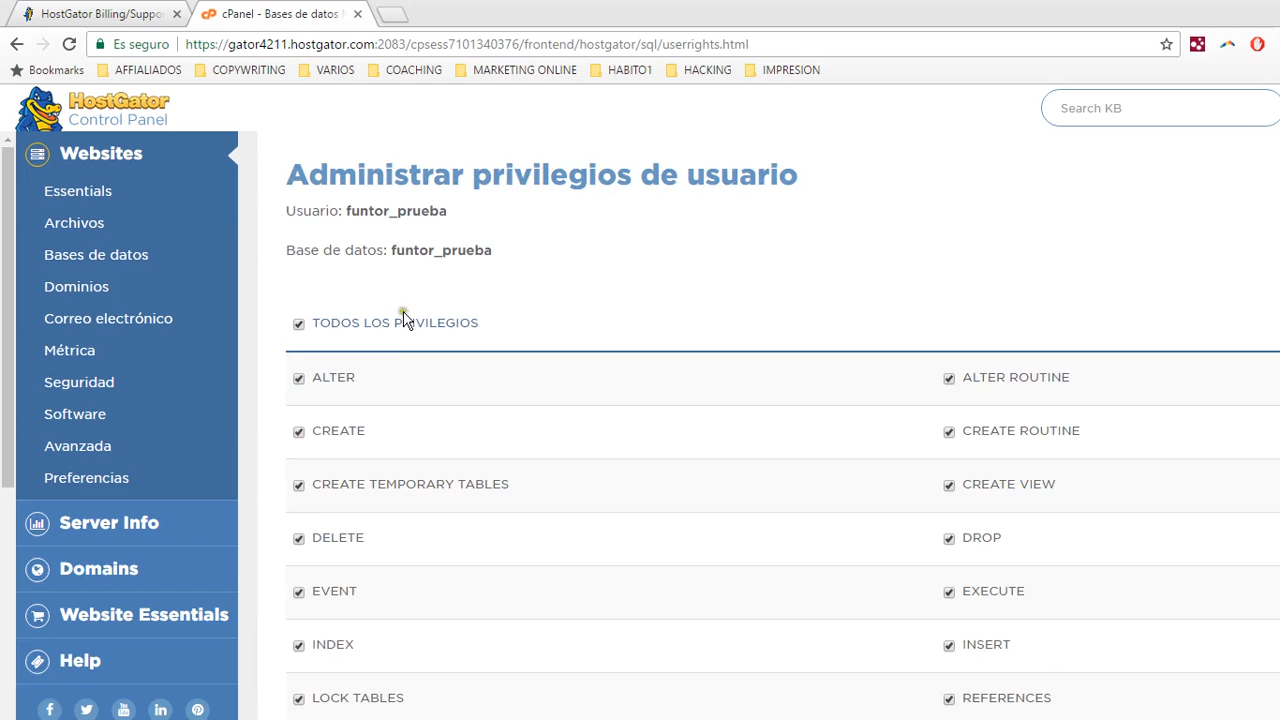 HostGator Billing/Suppo
cPanel - Bases de datos
Es seguro
https://gator4211.hostgator.com:2083/cpsess7101340376/frontend/hostgator/sql/userrights.html
Bookmarks
AFFIALIADOS
COPYWRITING
VARIOS
COACHING
MARKETING ONLINE
HABITO1
HACKING
IMPRESION
HostGator
Control Panel
Search KB
Websites
Essentials
Archivos
Bases de datos
Dominios
Correo electrónico
Métrica
Seguridad
Software
Avanzada
Preferencias
Server Info
Domains
Website Essentials
Help
Administrar privilegios de usuario
Usuario: funtor_prueba
Base de datos: funtor_prueba
TODOS LOS PRIVILEGIOS
ALTER
ALTER ROUTINE
CREATE
CREATE ROUTINE
CREATE TEMPORARY TABLES
CREATE VIEW
DELETE
DROP
EVENT
EXECUTE
INDEX
INSERT
LOCK TABLES
REFERENCES